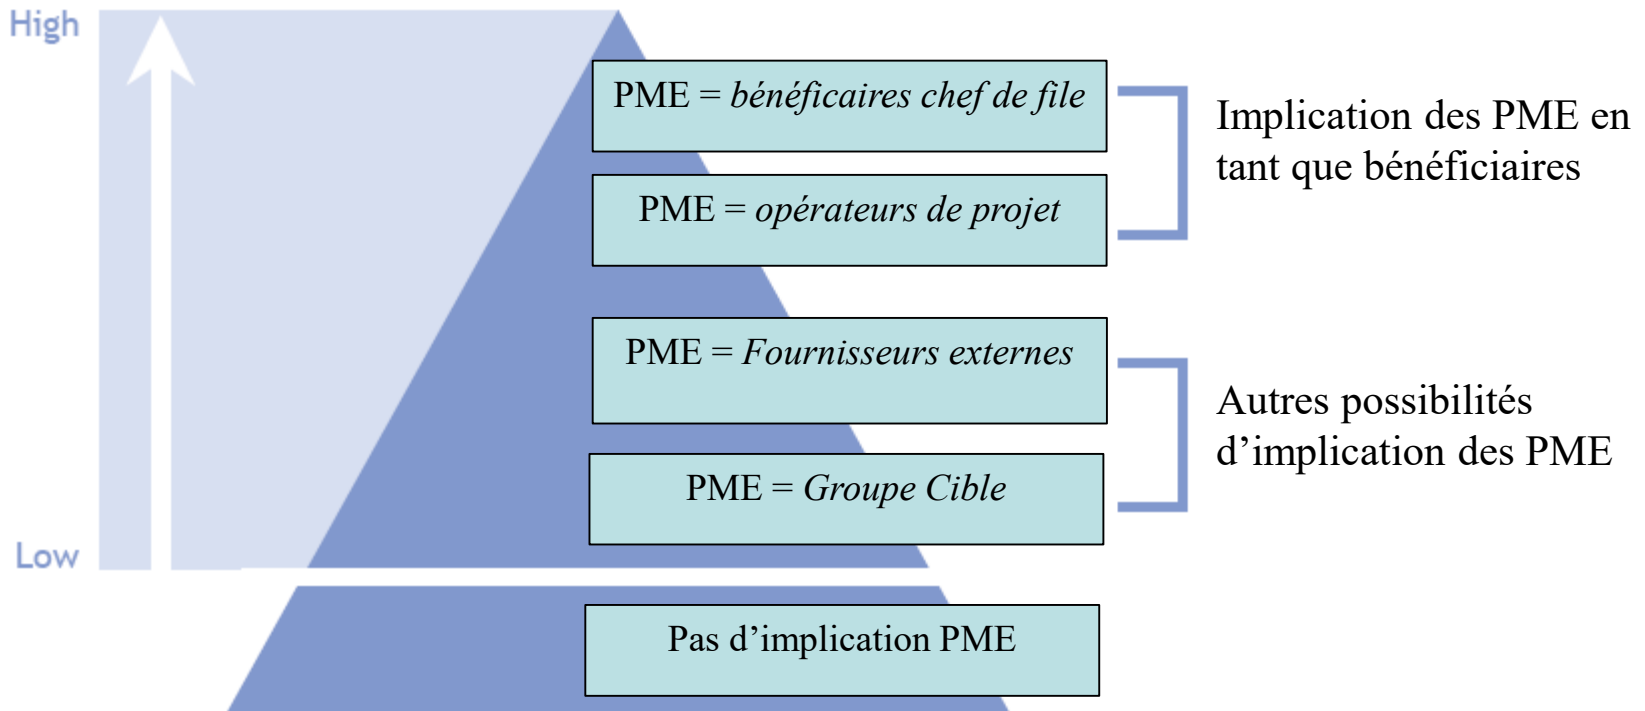 High
PME = bénéficaires chef de file
Implication des PME en
tant que bénéficiaires
PME = opérateurs de projet
PME = Fournisseurs externes
Autres possibilités
d’implication des PME
PME = Groupe Cible
Low
Pas d’implication PME